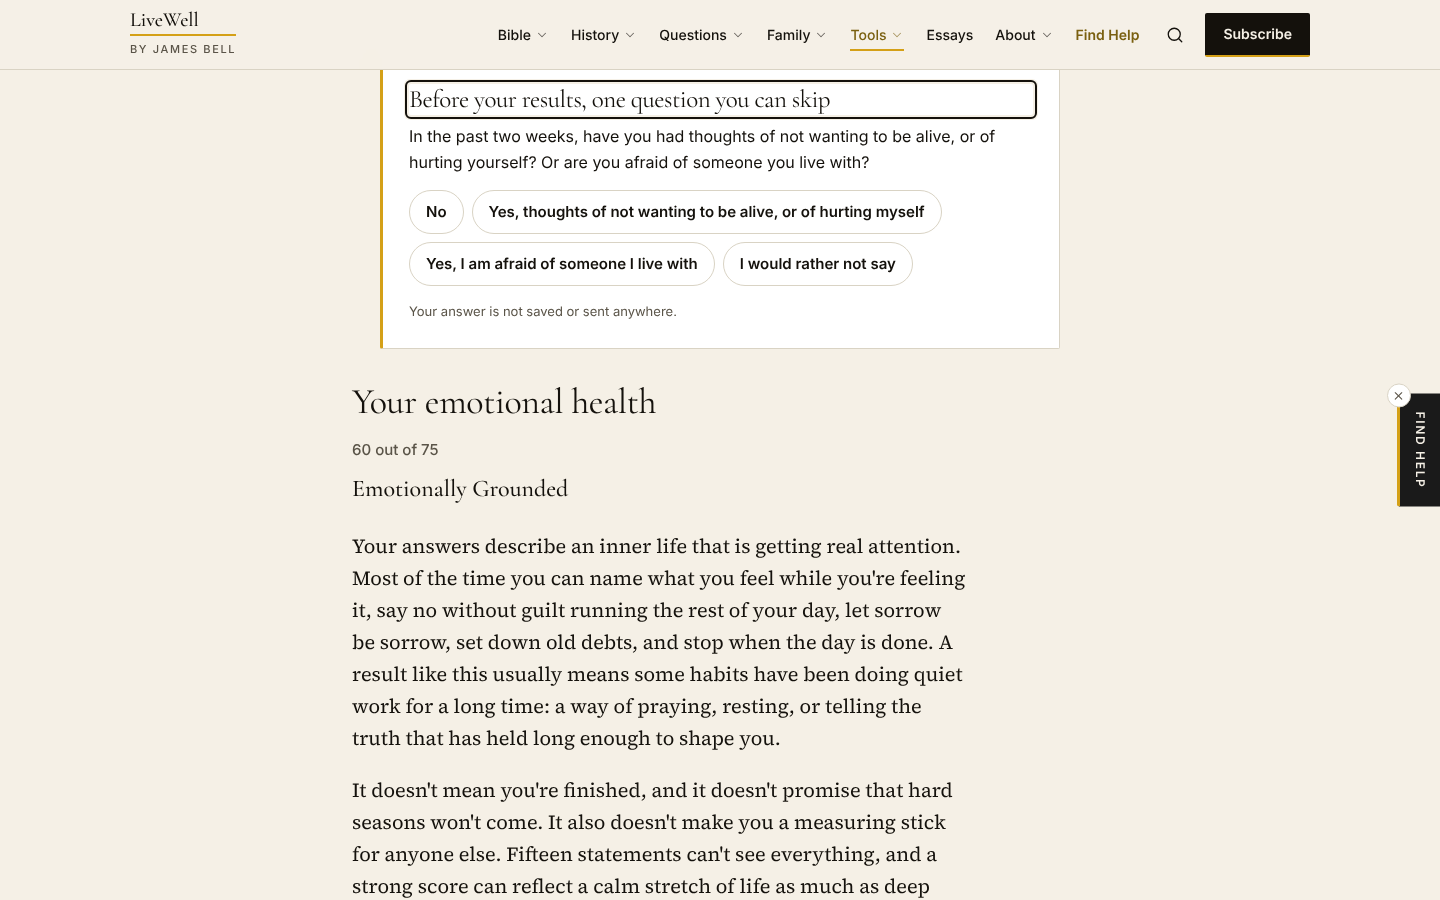 LiveWell
BY JAMES BELL
Bible
History
Questions
Family
Tools
Essays
About
Find Help
Subscribe
Before your results, one question you can skip
In the past two weeks, have you had thoughts of not wanting to be alive, or of
hurting yourself? Or are you afraid of someone you live with?
No
Yes, thoughts of not wanting to be alive, or of hurting myself
Yes, I am afraid of someone I live with
I would rather not say
Your answer is not saved or sent anywhere.
FIND HELP
Your emotional health
60 out of 75
Emotionally Grounded
Your answers describe an inner life that is getting real attention.
Most of the time you can name what you feel while you're feeling
it, say no without guilt running the rest of your day, let sorrow
be sorrow, set down old debts, and stop when the day is done. A
result like this usually means some habits have been doing quiet
work for a long time: a way of praying, resting, or telling the
truth that has held long enough to shape you.
It doesn't mean you're finished, and it doesn't promise that hard
seasons won't come. It also doesn't make you a measuring stick
for anyone else. Fifteen statements can't see everything, and a
strong score can reflect a calm stretch of life as much as deep